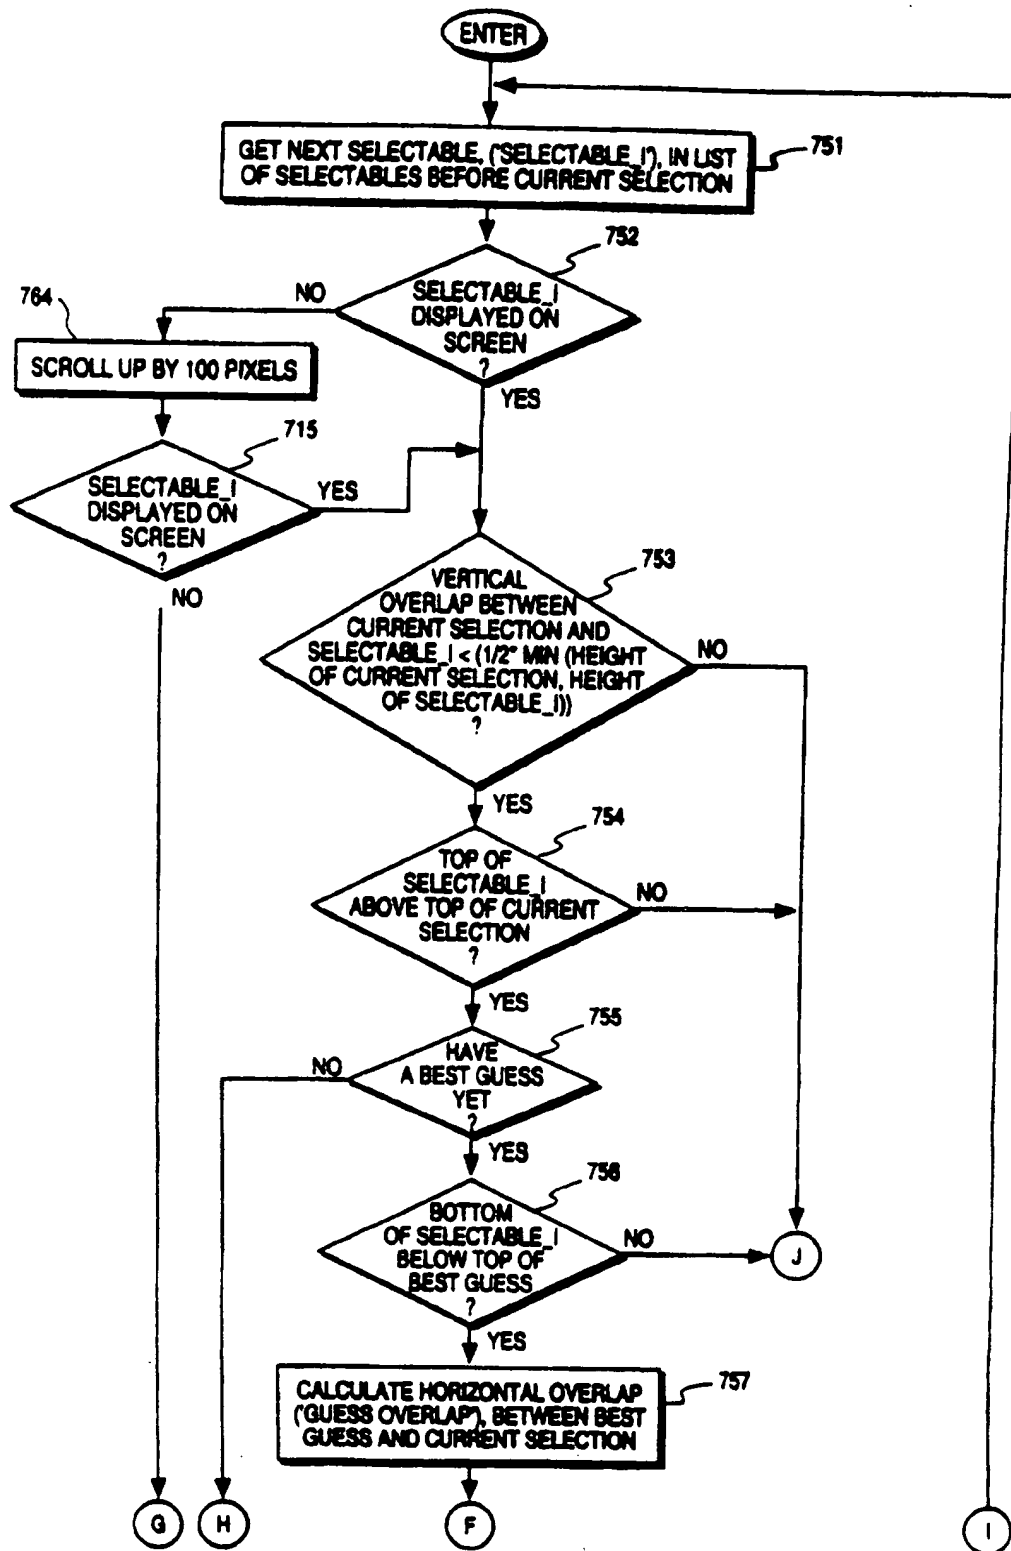 ENTER
GET NEXT SELECTABLE, ('SELECTABLE_I'), IN LIST
OF SELECTABLES BEFORE CURRENT SELECTION
751
752
SELECTABLE_I
DISPLAYED ON
SCREEN
?
NO
YES
764
SCROLL UP BY 100 PIXELS
715
SELECTABLE_I
DISPLAYED ON
SCREEN
?
YES
NO
753
VERTICAL
OVERLAP BETWEEN
CURRENT SELECTION AND
SELECTABLE_I < (1/2* MIN (HEIGHT
OF CURRENT SELECTION, HEIGHT
OF SELECTABLE_I))
?
NO
YES
754
TOP OF
SELECTABLE_I
ABOVE TOP OF CURRENT
SELECTION
?
NO
YES
755
HAVE
A BEST GUESS
YET
?
NO
YES
756
BOTTOM
OF SELECTABLE_I
BELOW TOP OF
BEST GUESS
?
NO
J
YES
757
CALCULATE HORIZONTAL OVERLAP
('GUESS OVERLAP'), BETWEEN BEST
GUESS AND CURRENT SELECTION
G
H
F
I